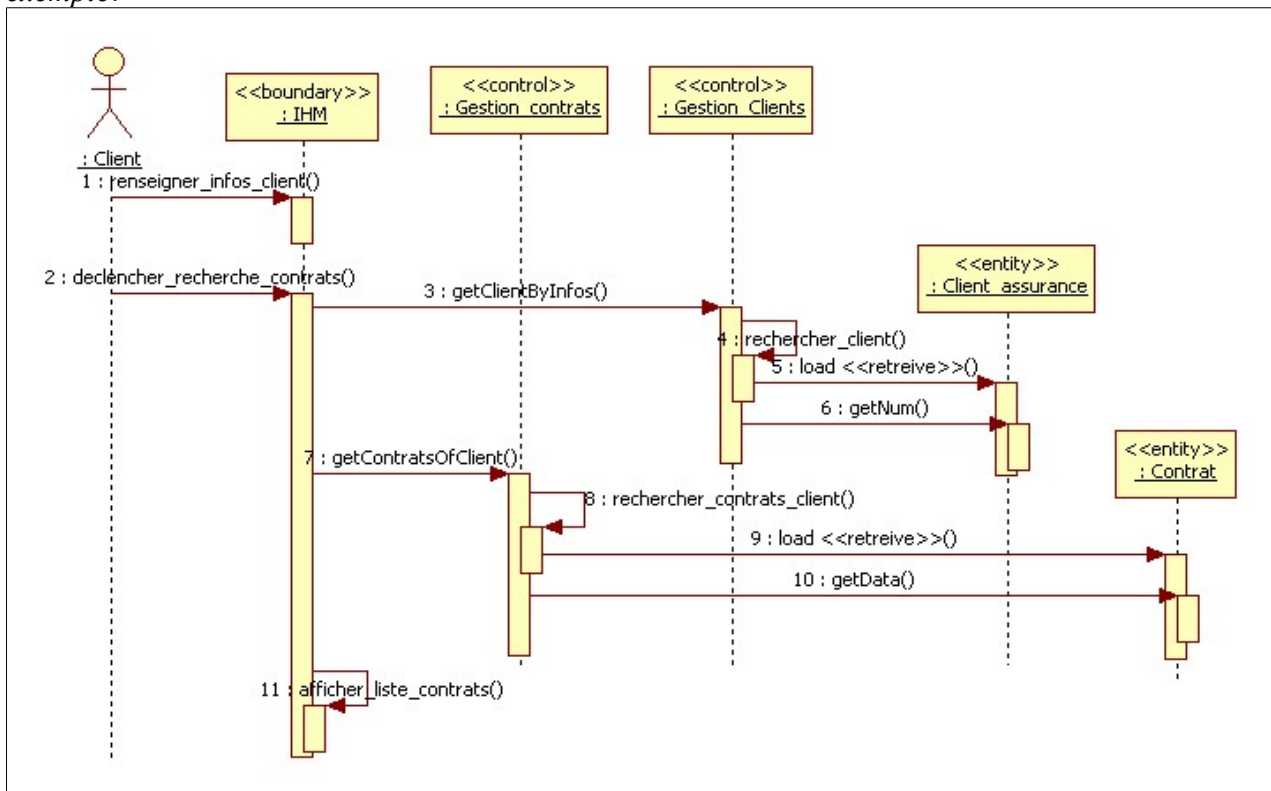 <<boundary>>
: IHM
<<control>>
: Gestion_contrats
<<control>>
: Gestion_Clients
: Client
1 : renseigner_infos_client()
2 : declencher_recherche_contrats()
3 : getClientByInfos()
<<entity>>
: Client_assurance
4 : rechercher_client()
5 : load <<retreive>>()
6 : getNum()
<<entity>>
: Contrat
7 : getContratsOfClient()
8 : rechercher_contrats_client()
9 : load <<retreive>>()
10 : getData()
11 : afficher_liste_contrats()